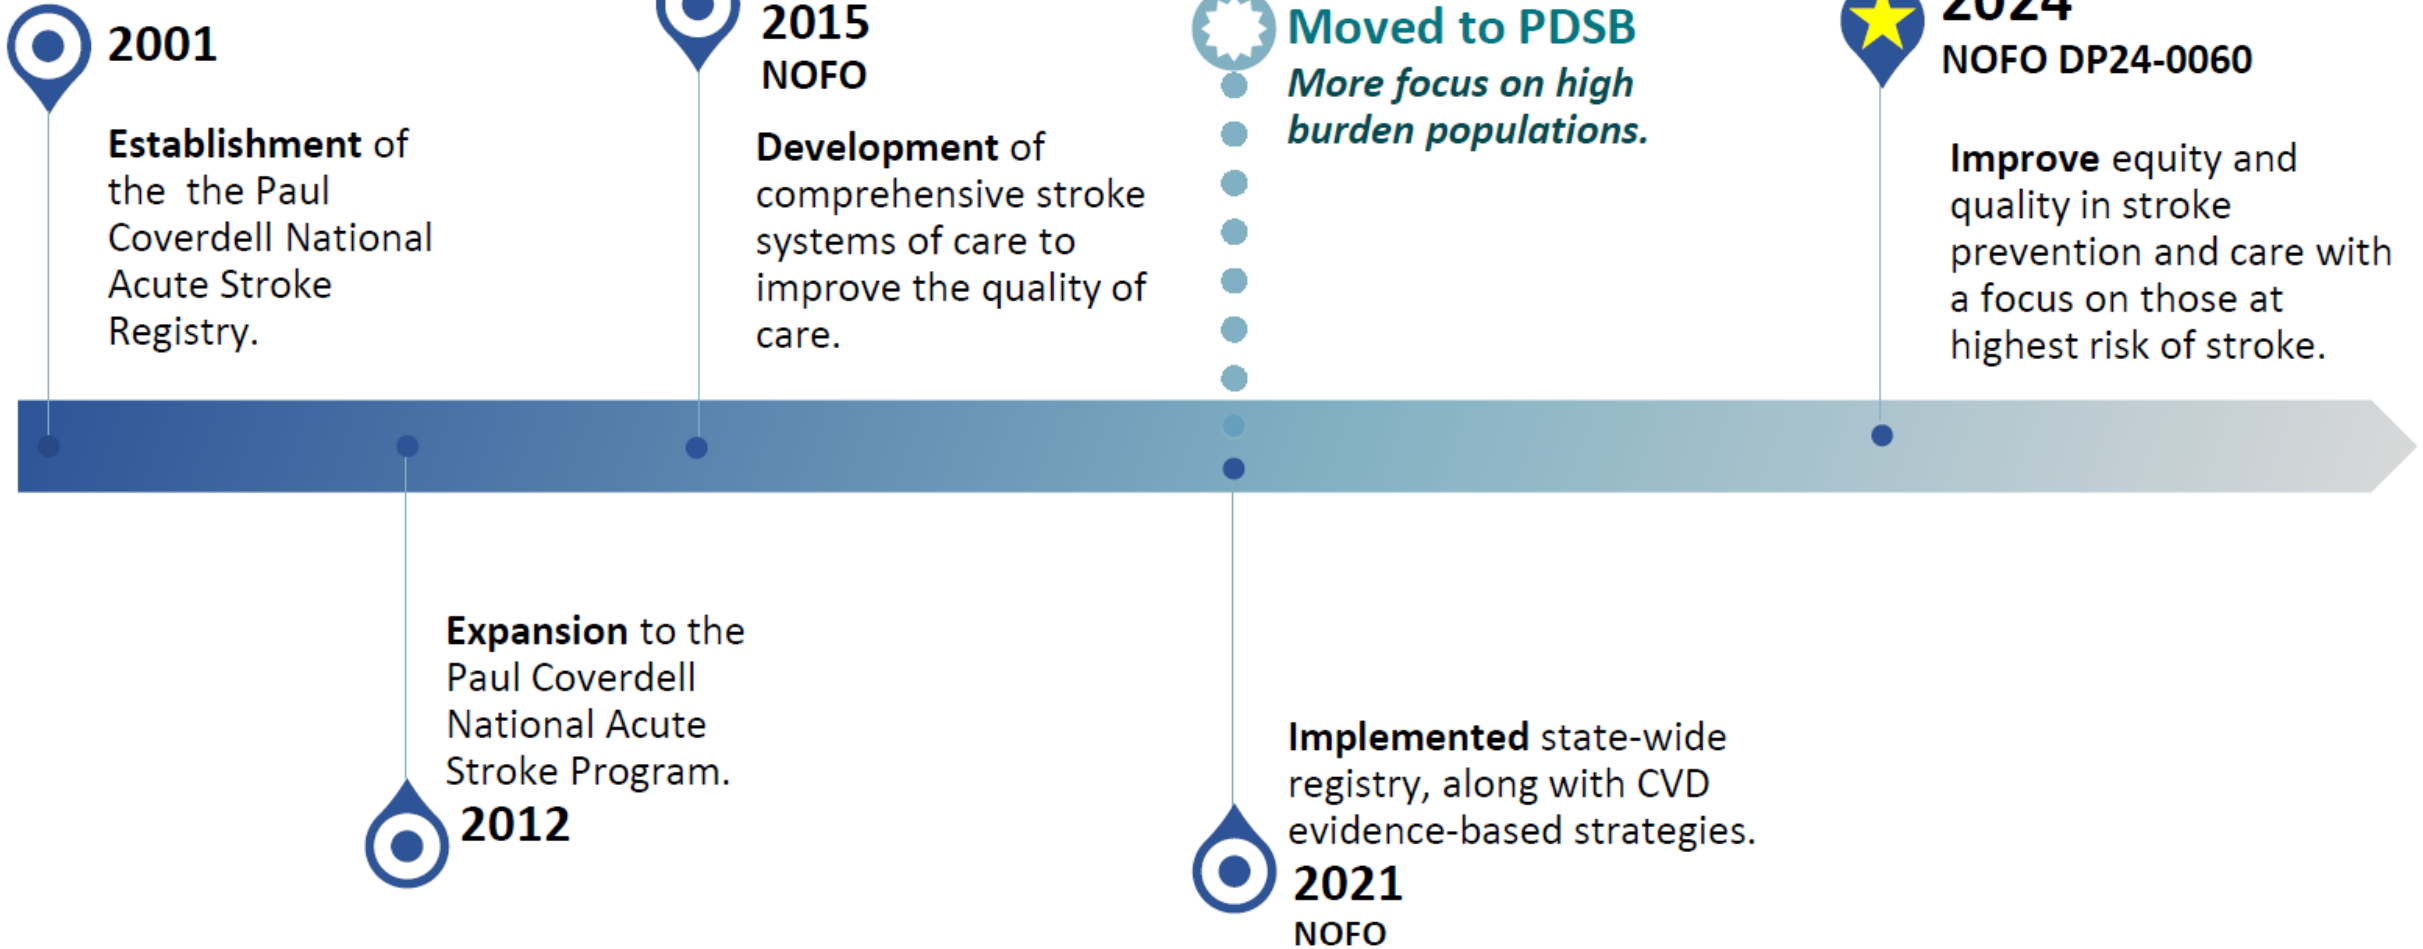 2001
Establishment of
the  the Paul
Coverdell National
Acute Stroke
Registry.
Expansion to the
Paul Coverdell
National Acute
Stroke Program.
2012
2015
NOFO
Development of
comprehensive stroke
systems of care to
improve the quality of
care.
Moved to PDSB
More focus on high
burden populations.
Implemented state-wide
registry, along with CVD
evidence-based strategies.
2021
NOFO
2024
NOFO DP24-0060
Improve equity and
quality in stroke
prevention and care with
a focus on those at
highest risk of stroke.